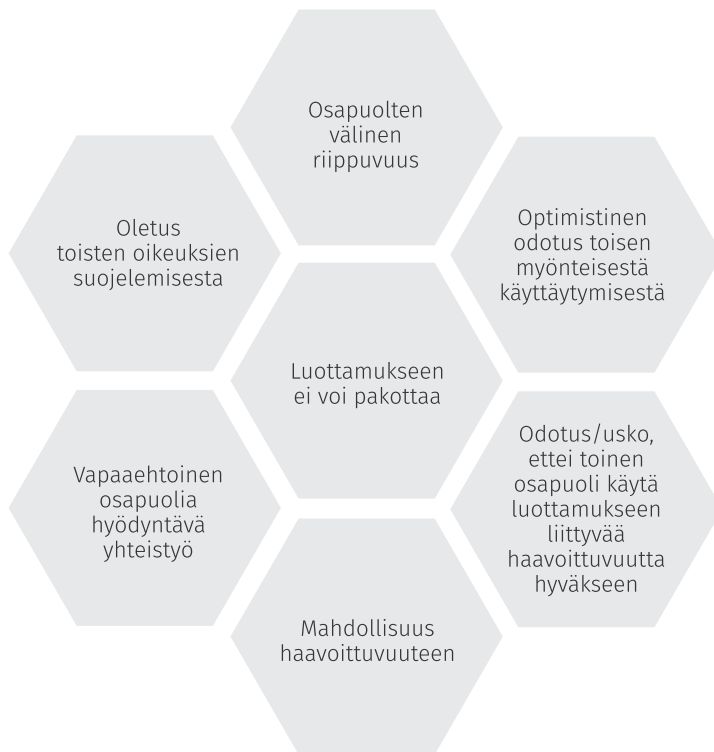 Osapuolten
välinen
riippuvuus
Oletus
toisten oikeuksien
suojelemisesta
Optimistinen
odotus toisen
myönteisestä
käyttäytymisestä
Luottamukseen
ei voi pakottaa
Vapaaehtoinen
osapuolia
hyödyntävä
yhteistyö
Odotus/usko,
ettei toinen
osapuoli käytä
luottamukseen
liittyvää
haavoittuvuutta
hyväkseen
Mahdollisuus
haavoittuvuuteen